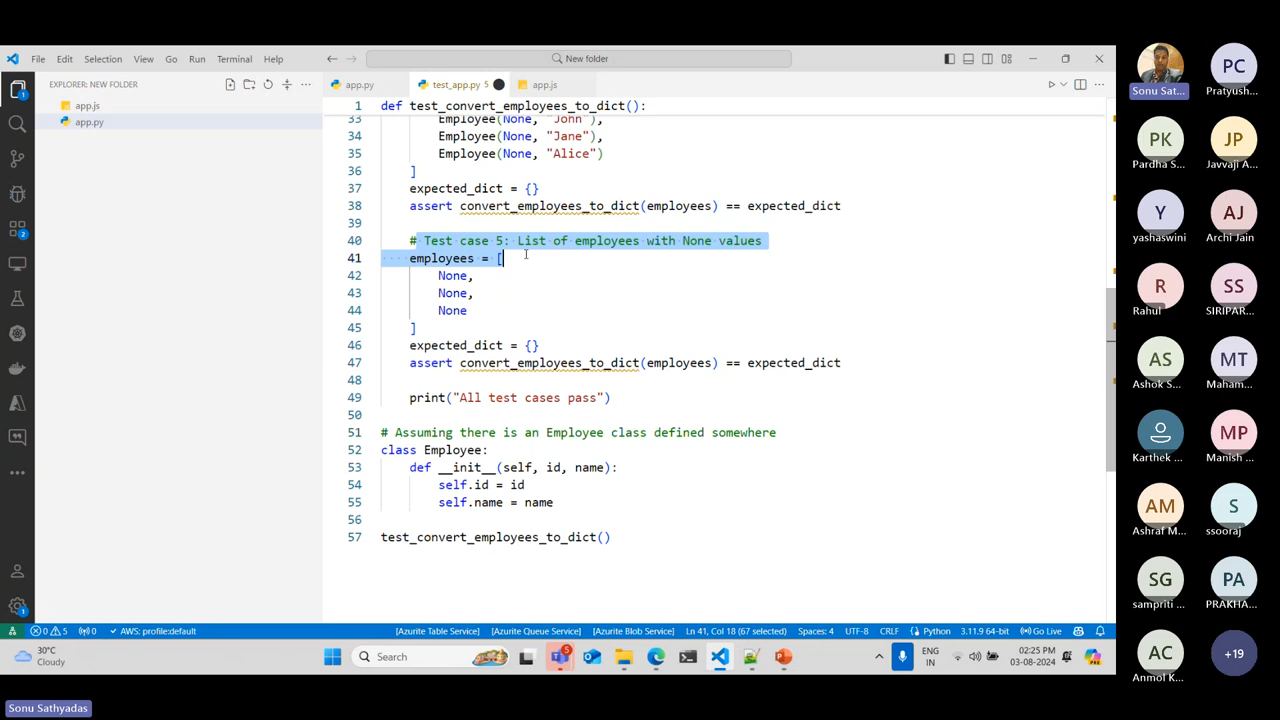 File Edit Selection View Go Run Terminal Help
New folder
EXPLORER: NEW FOLDER
app.js
app.py
app.py
test_app.py 5
app.js
1 def test_convert_employees_to_dict():
33 Employee(None, "John"),
34 Employee(None, "Jane"),
35 Employee(None, "Alice")
36 ]
37 expected_dict = {}
38 assert convert_employees_to_dict(employees) == expected_dict
39
40 # Test case 5: List of employees with None values
41 employees = [
42 None,
43 None,
44 None
45 ]
46 expected_dict = {}
47 assert convert_employees_to_dict(employees) == expected_dict
48
49 print("All test cases pass")
50
51 # Assuming there is an Employee class defined somewhere
52 class Employee:
53 def __init__(self, id, name):
54 self.id = id
55 self.name = name
56
57 test_convert_employees_to_dict()
0 5 0 AWS: profile:default [Azurite Table Service] [Azurite Queue Service] [Azurite Blob Service] Ln 41, Col 18 (67 selected) Spaces: 4 UTF-8 CRLF Python 3.11.9 64-bit Go Live
30°C
Cloudy
Search
5
ENG
IN
02:25 PM
03-08-2024
Sonu Sat...
PC
Pratyush...
PK
Pardha S...
JP
Javvaji A...
Y
yashaswini
AJ
Archi Jain
R
Rahul
SS
SIRIPAR...
AS
Ashok S...
MT
Maham...
Karthek ...
MP
Manish ...
AM
Ashraf M...
S
ssooraj
SG
sampriti ...
PA
PRAKHA...
AC
Anmol K...
+19
Sonu Sathyadas